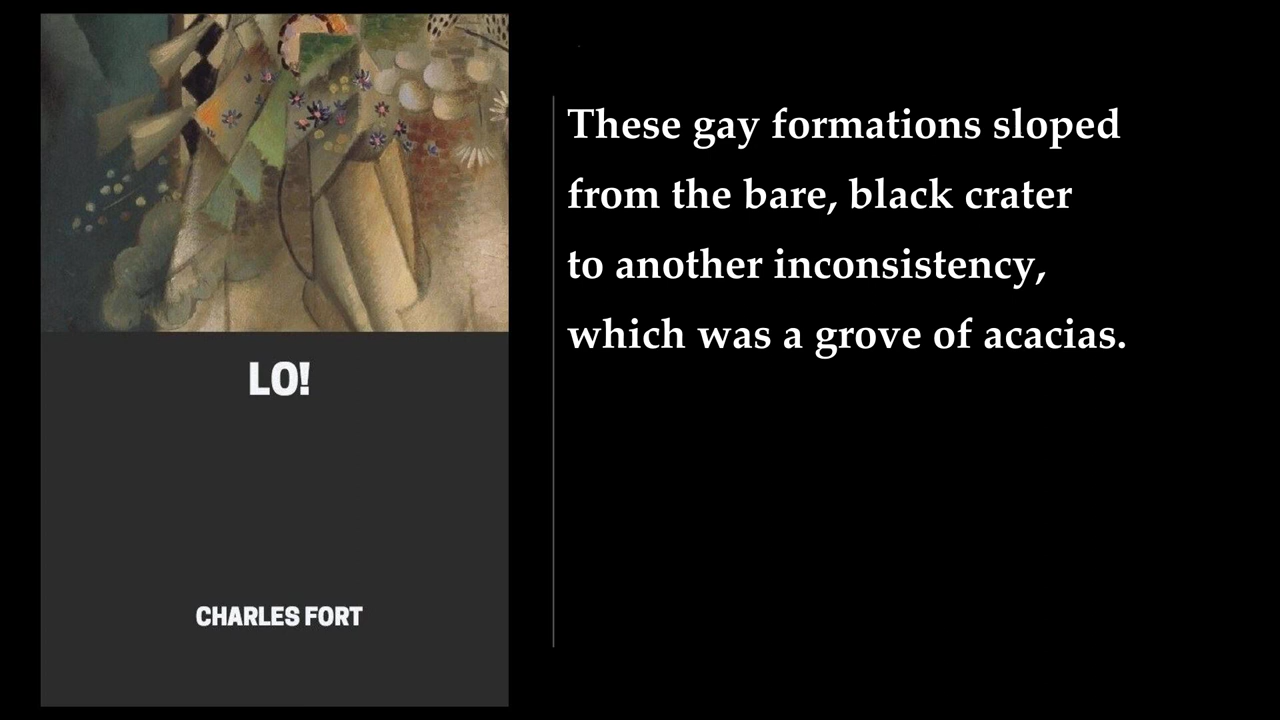 LO!
CHARLES FORT
These gay formations sloped
from the bare, black crater
to another inconsistency,
which was a grove of acacias.